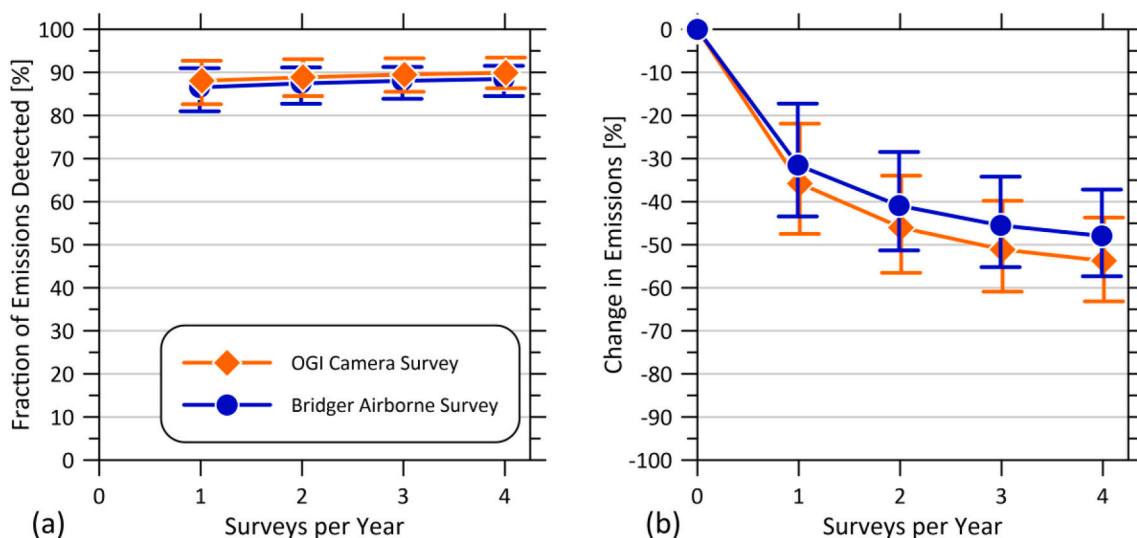 Fraction of Emissions Detected [%]
100
90
80
70
60
50
40
30
20
10
0
0 1 2 3 4
Surveys per Year
(a)
OGI Camera Survey
Bridger Airborne Survey
Change in Emissions [%]
0
-10
-20
-30
-40
-50
-60
-70
-80
-90
-100
0 1 2 3 4
Surveys per Year
(b)